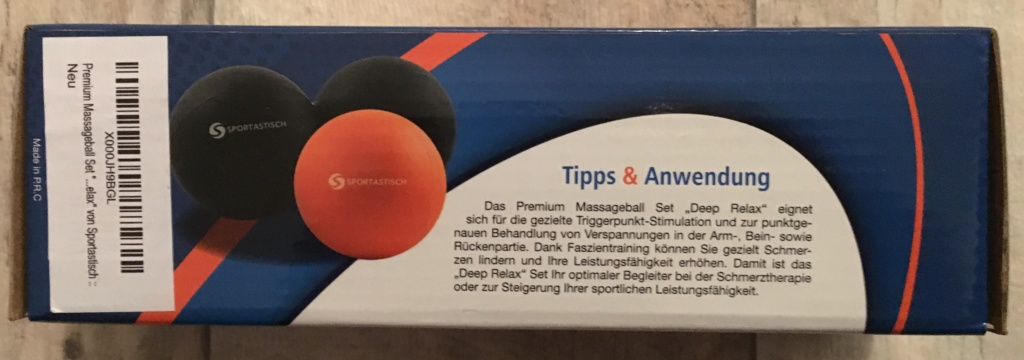 Premium Massageball Set "...elax" von Sportastisch -
Neu
X000JH9BGL
Made in P.R.C
SPORTASTISCH
SPORTASTISCH
Tipps & Anwendung
Das Premium Massageball Set „Deep Relax“ eignet
sich für die gezielte Triggerpunkt-Stimulation und zur punktge-
nauen Behandlung von Verspannungen in der Arm-, Bein- sowie
Rückenpartie. Dank Faszientraining können Sie gezielt Schmer-
zen lindern und Ihre Leistungsfähigkeit erhöhen. Damit ist das
„Deep Relax“ Set Ihr optimaler Begleiter bei der Schmerztherapie
oder zur Steigerung Ihrer sportlichen Leistungsfähigkeit.